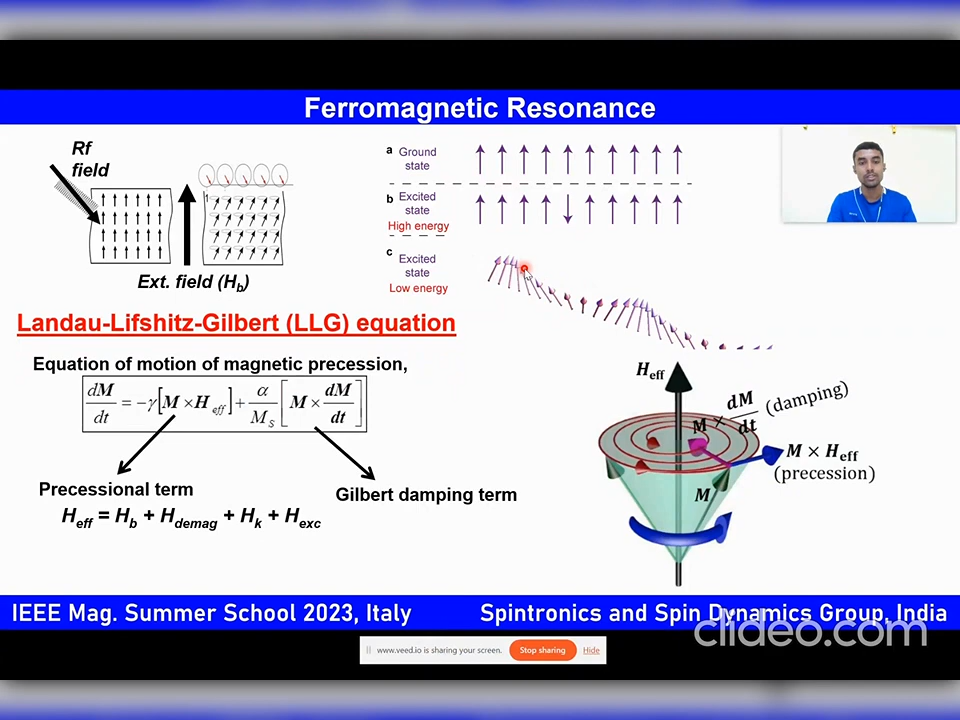 Ferromagnetic Resonance
Rf
field
Ext. field (Hb)
a Ground
state
b Excited
state
High energy
c Excited
state
Low energy
Landau-Lifshitz-Gilbert (LLG) equation
Equation of motion of magnetic precession,
dM/dt = -γ[M × H eff] + α/M S [M × dM/dt]
Precessional term
Gilbert damping term
Heff = Hb + Hdemag + Hk + Hexc
Heff
M × dM/dt (damping)
M × Heff
(precession)
M
IEEE Mag. Summer School 2023, Italy
Spintronics and Spin Dynamics Group, India
clideo.com
www.veed.io is sharing your screen.
Stop sharing
Hide